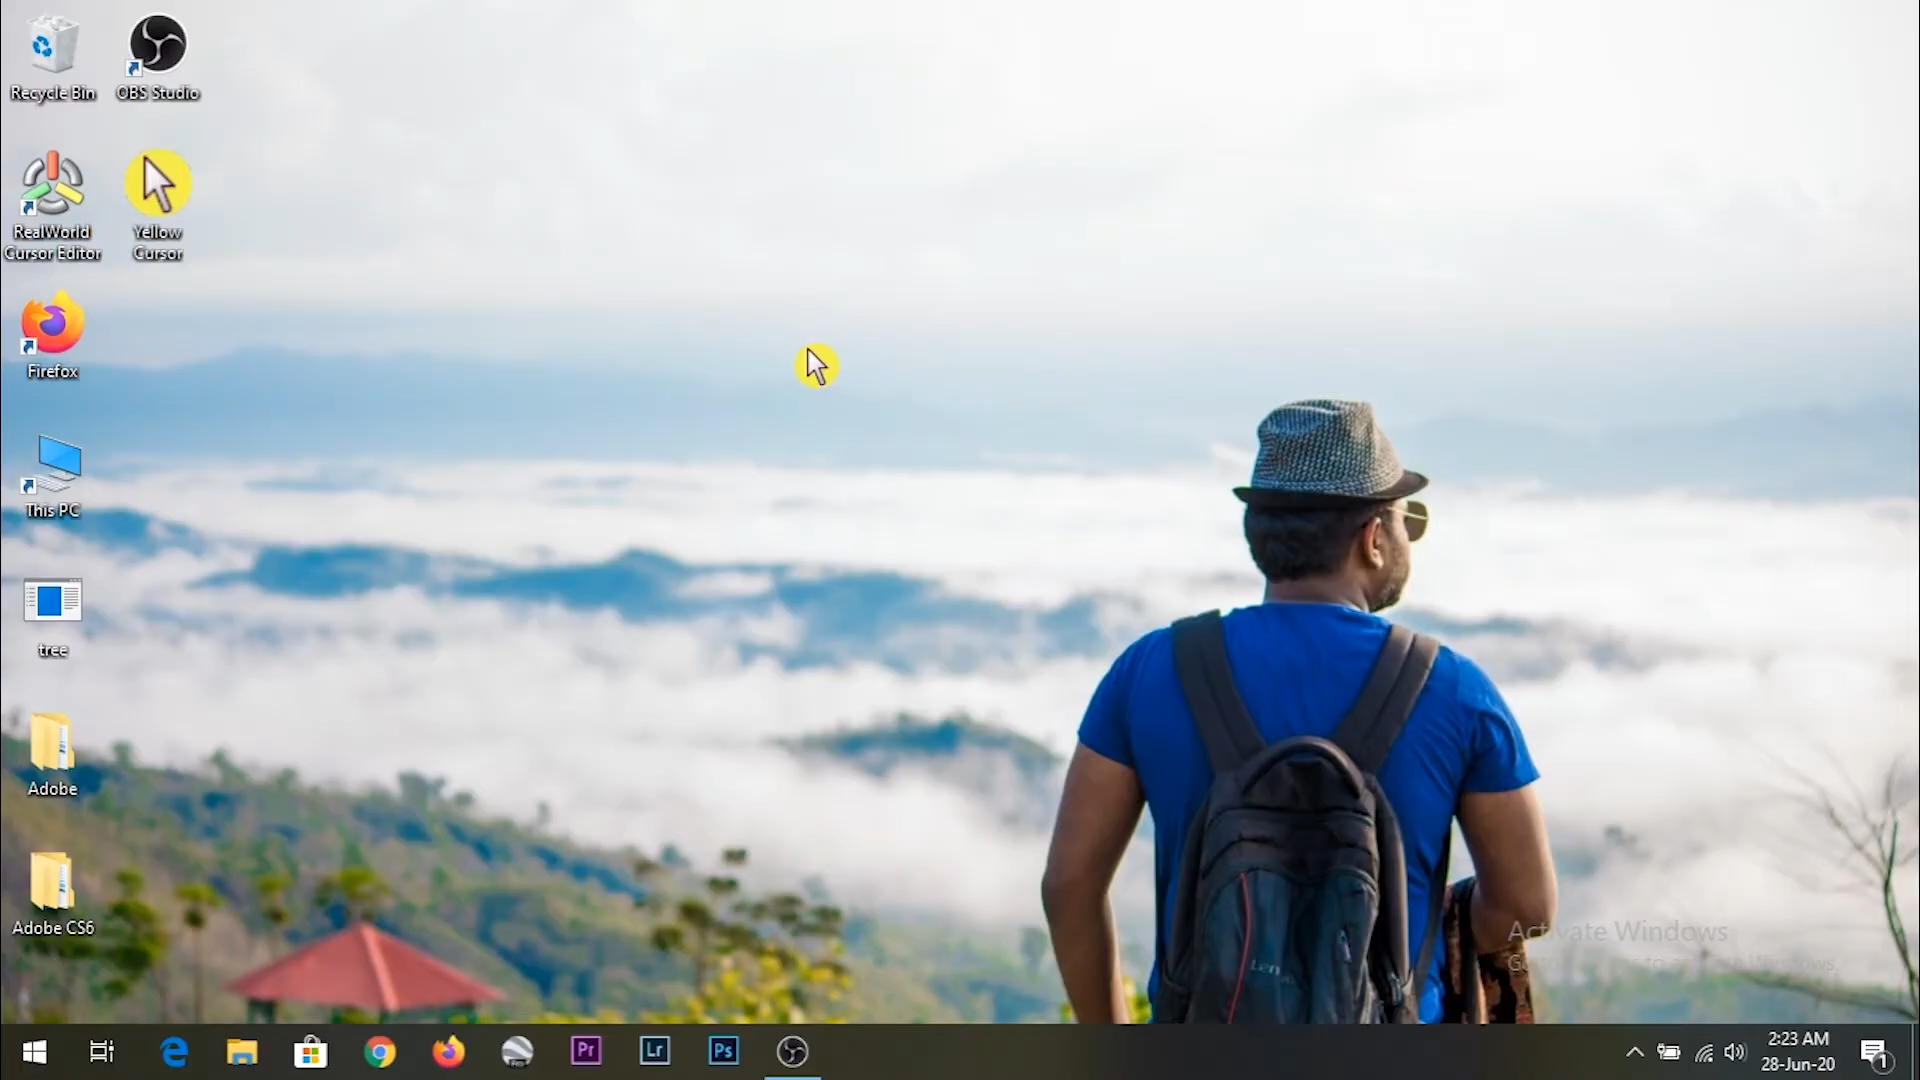 Recycle Bin
OBS Studio
RealWorld
Cursor Editor
Yellow
Cursor
Firefox
This PC
tree
Adobe
Adobe CS6
Activate Windows
Pr
Lr
Ps
2:23 AM
28-Jun-20
1